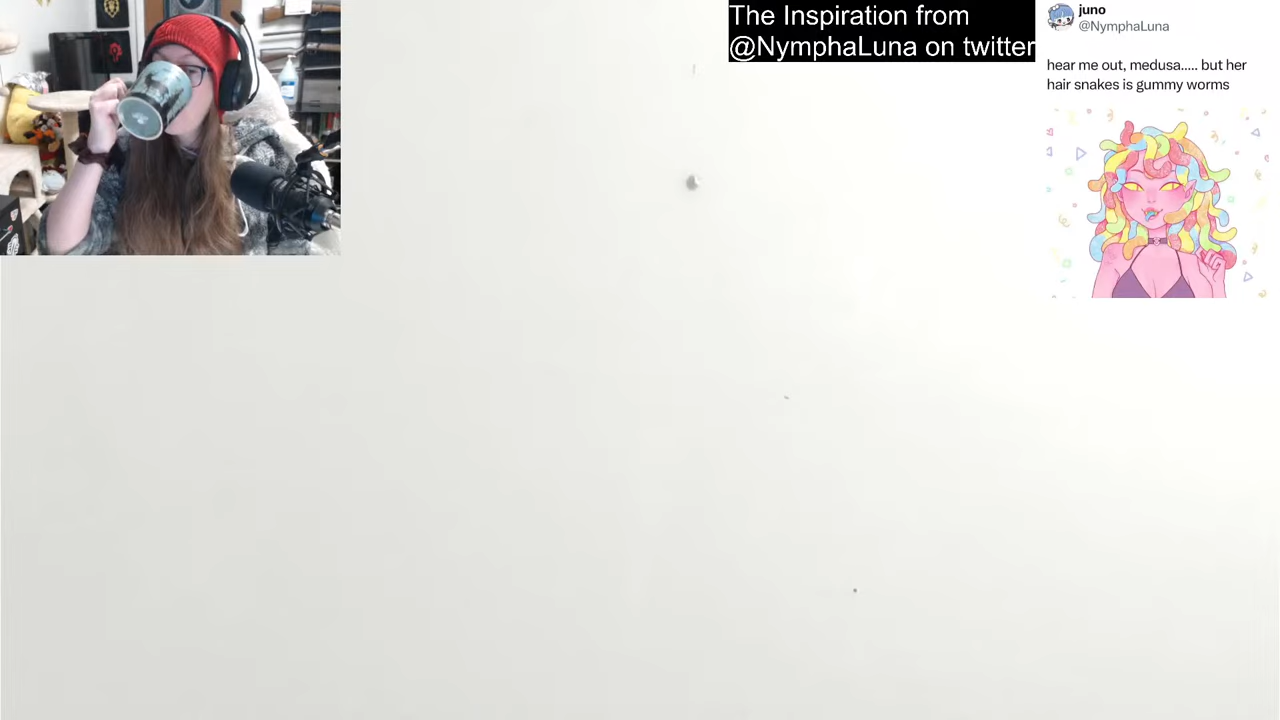 The Inspiration from
@NymphaLuna on twitter
juno
@NymphaLuna
hear me out, medusa..... but her
hair snakes is gummy worms